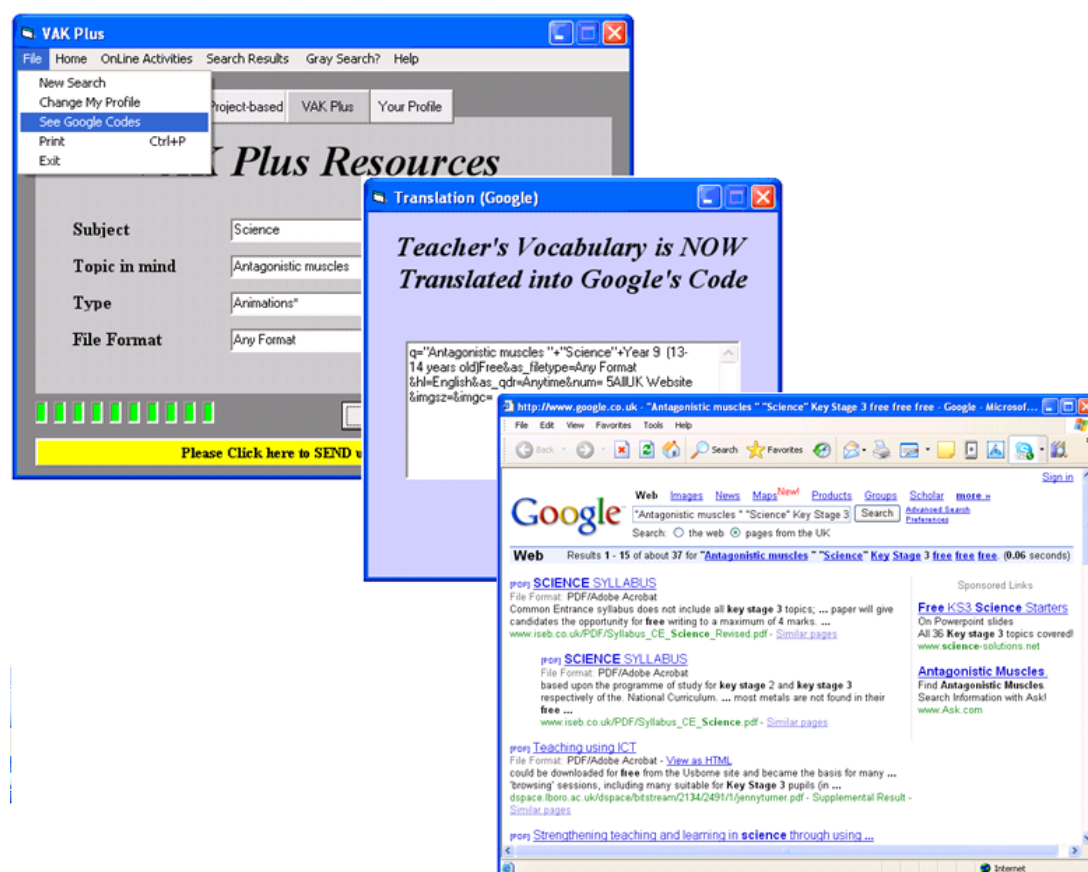 VAK Plus
File Home OnLine Activities Search Results Gray Search? Help
New Search
Change My Profile
See Google Codes
Print Ctrl+P
Exit
Project-based VAK Plus Your Profile
K Plus Resources
Subject Science
Topic in mind Antagonistic muscles
Type Animations*
File Format Any Format
Please Click here to SEND
Translation (Google)
Teacher's Vocabulary is NOW
Translated into Google's Code
q="Antagonistic muscles "+"Science"+Year 9 (13-
14 years old)Free&as_filetype=Any Format
&hl=English&as_qdr=Anytime&num= 5AllUK Website
&imgsz=&imgc=
http://www.google.co.uk - "Antagonistic muscles " "Science" Key Stage 3 free free free - Google - Microsof...
File Edit View Favorites Tools Help
Back Search Favorites
Sign in
Web Images News Maps New! Products Groups Scholar more »
Google
"Antagonistic muscles " "Science" Key Stage 3 Search Advanced Search
Preferences
Search: the web pages from the UK
Web Results 1 - 15 of about 37 for "Antagonistic muscles " "Science" Key Stage 3 free free free. (0.06 seconds)
[PDF] SCIENCE SYLLABUS
File Format: PDF/Adobe Acrobat
Common Entrance syllabus does not include all key stage 3 topics; ... paper will give
candidates the opportunity for free writing to a maximum of 4 marks. ...
www.iseb.co.uk/PDF/Syllabus_CE_Science_Revised.pdf - Similar pages
[PDF] SCIENCE SYLLABUS
File Format: PDF/Adobe Acrobat
based upon the programme of study for key stage 2 and key stage 3
respectively of the. National Curriculum. ... most metals are not found in their
free ...
www.iseb.co.uk/PDF/Syllabus_CE_Science.pdf - Similar pages
[PDF] Teaching using ICT
File Format: PDF/Adobe Acrobat - View as HTML
could be downloaded for free from the Usborne site and became the basis for many ...
'browsing' sessions, including many suitable for Key Stage 3 pupils (in ...
dspace.lboro.ac.uk/dspace/bitstream/2134/2491/1/jennyturner.pdf - Supplemental Result -
Similar pages
[PDF] Strengthening teaching and learning in science through using ...
Sponsored Links
Free KS3 Science Starters
On Powerpoint slides
All 36 Key stage 3 topics covered!
www.science-solutions.net
Antagonistic Muscles
Find Antagonistic Muscles.
Search Information with Ask!
www.Ask.com
Internet